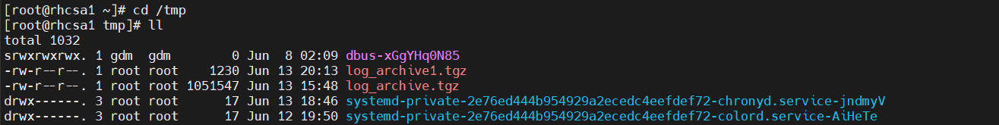 [root@rhcsa1 ~]# cd /tmp
[root@rhcsa1 tmp]# ll
total 1032
srwxrwxrwx. 1 gdm  gdm        0 Jun  8 02:09 dbus-xGgYHq0N85
-rw-r--r--. 1 root root    1230 Jun 13 20:13 log_archive1.tgz
-rw-r--r--. 1 root root 1051547 Jun 13 15:48 log_archive.tgz
drwx------. 3 root root      17 Jun 13 18:46 systemd-private-2e76ed444b954929a2ecedc4eefdef72-chronyd.service-jndmyV
drwx------. 3 root root      17 Jun 12 19:50 systemd-private-2e76ed444b954929a2ecedc4eefdef72-colord.service-AiHeTe